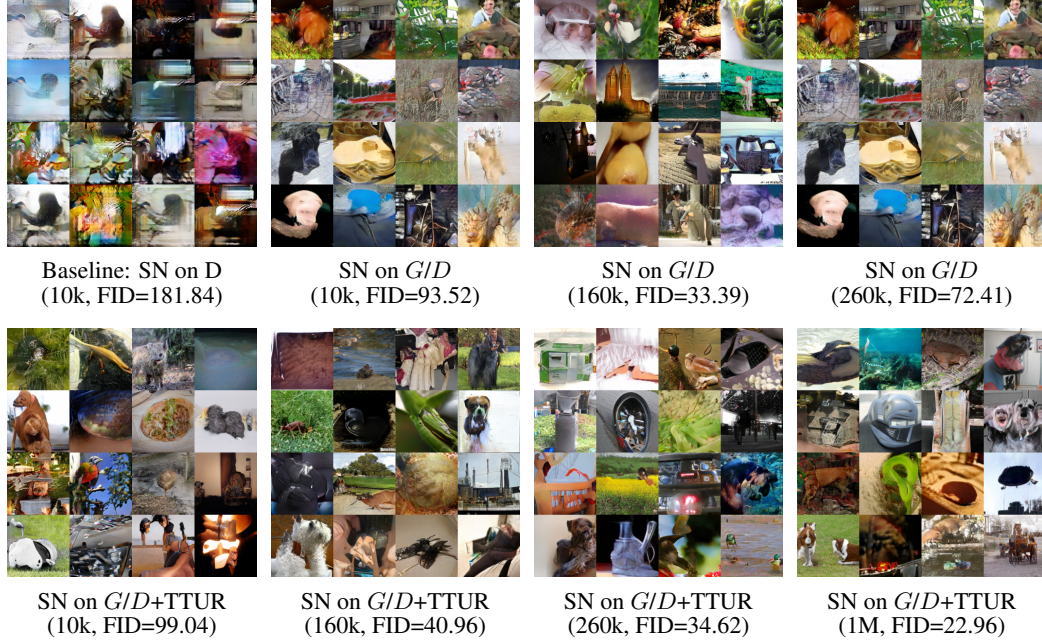 Baseline: SN on D
(10k, FID=181.84)
SN on G/D
(10k, FID=93.52)
SN on G/D
(160k, FID=33.39)
SN on G/D
(260k, FID=72.41)
SN on G/D+TTUR
(10k, FID=99.04)
SN on G/D+TTUR
(160k, FID=40.96)
SN on G/D+TTUR
(260k, FID=34.62)
SN on G/D+TTUR
(1M, FID=22.96)